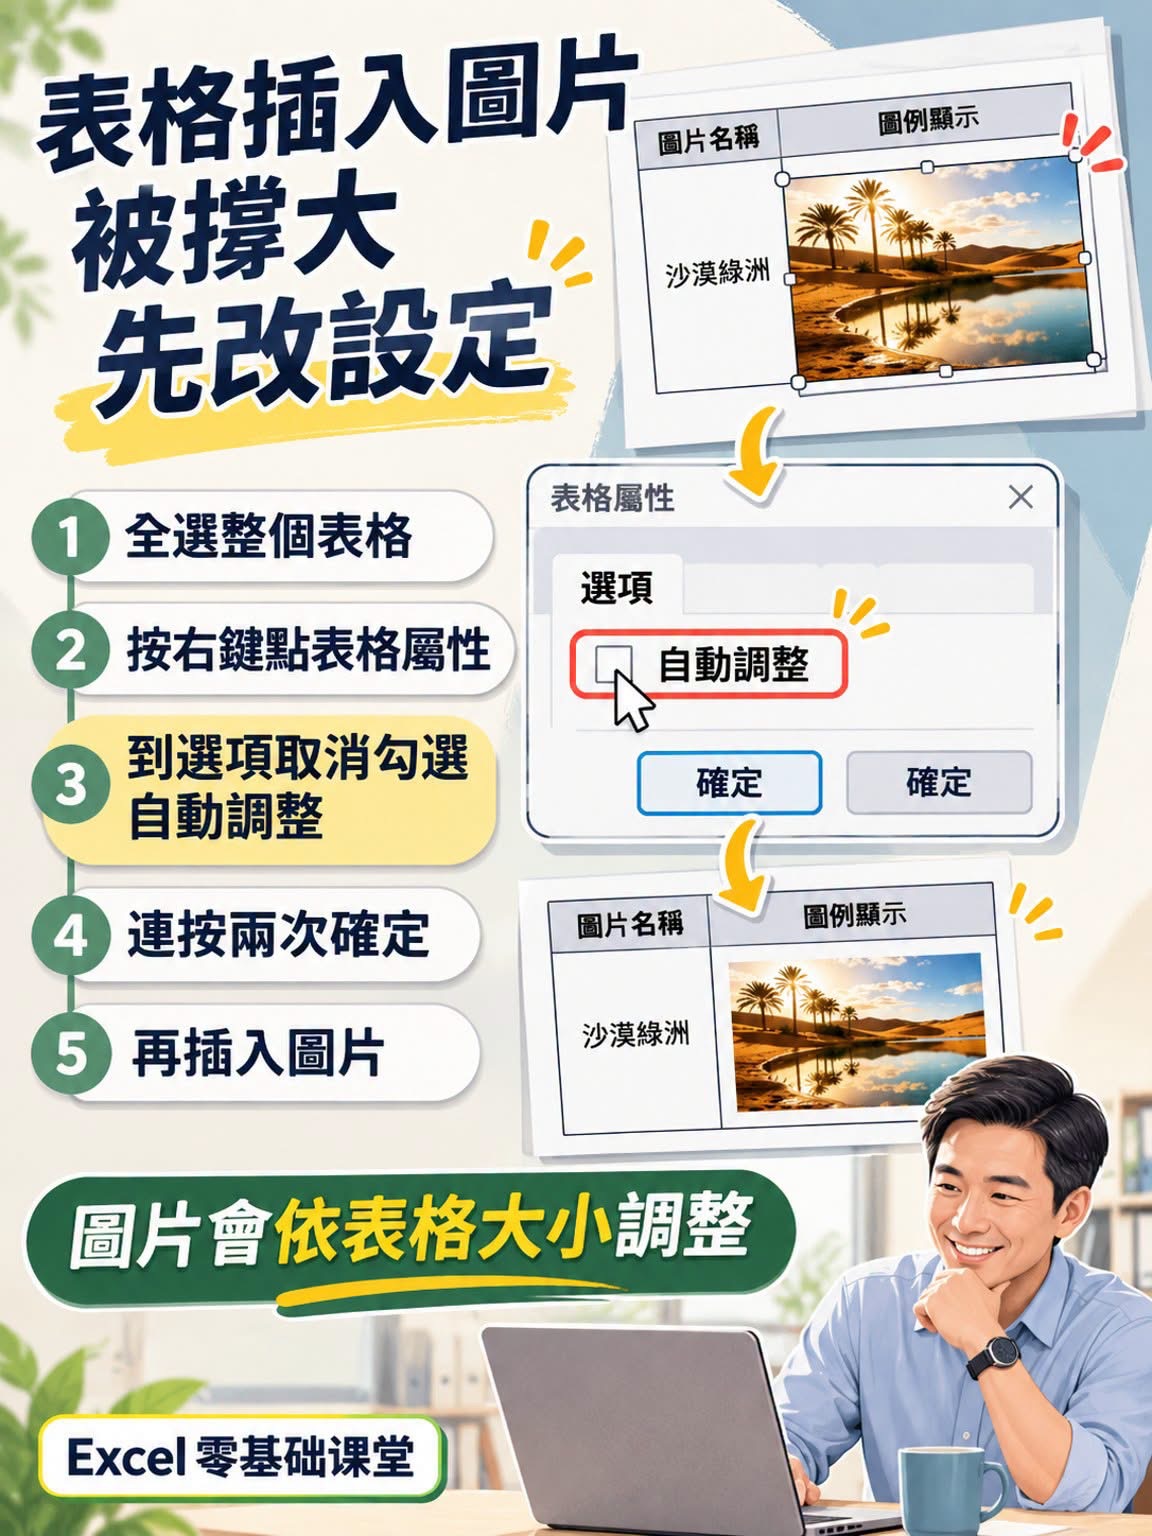 表格插入圖片
被撐大
先改設定
圖片名稱
圖例顯示
沙漠綠洲
表格屬性
選項
自動調整
確定
確定
1 全選整個表格
2 按右鍵點表格屬性
3 到選項取消勾選
自動調整
4 連按兩次確定
5 再插入圖片
圖片名稱
圖例顯示
沙漠綠洲
圖片會依表格大小調整
Excel 零基础课堂